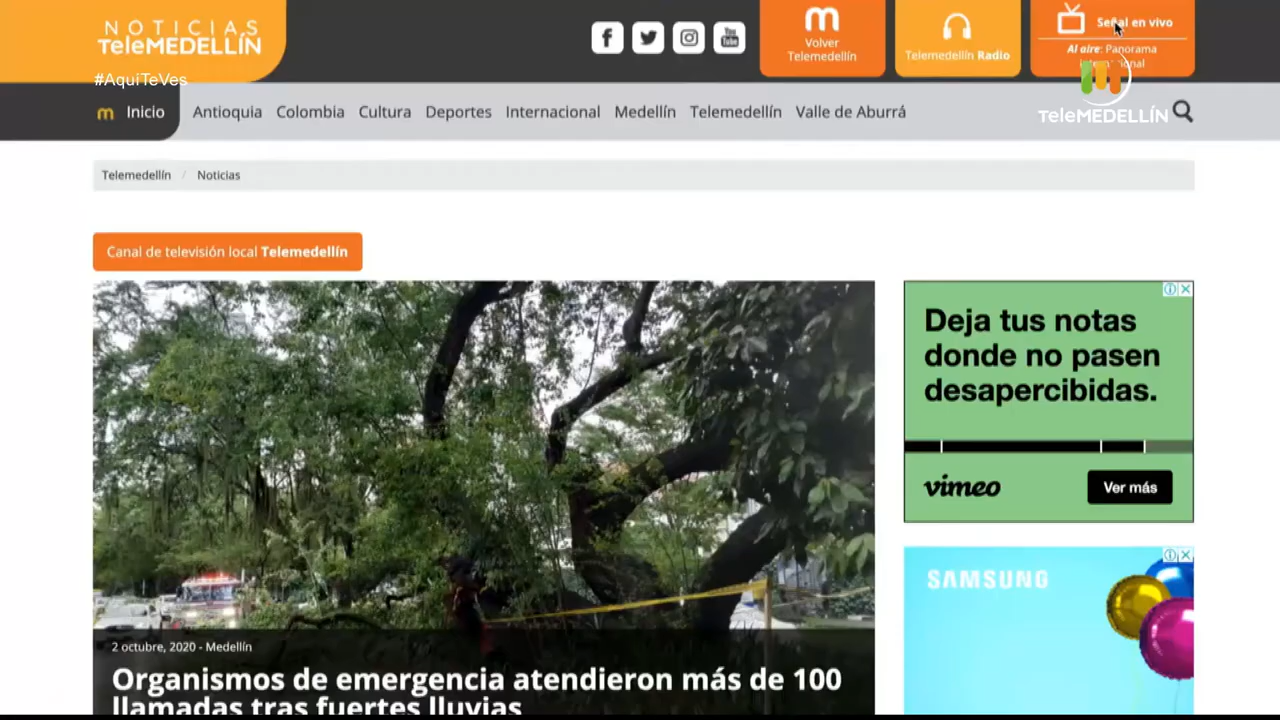 NOTICIAS
TeleMEDELLÍN
#AquiTeVes
Volver
Telemedellín
Telemedellín Radio
Señal en vivo
Al aire: Panorama
TeleMEDELLÍN
Inicio
Antioquia
Colombia
Cultura
Deportes
Internacional
Medellín
Telemedellín
Valle de Aburrá
Telemedellín / Noticias
Canal de televisión local Telemedellín
2 octubre, 2020 - Medellín
Organismos de emergencia atendieron más de 100
llamadas tras fuertes lluvias
Deja tus notas
donde no pasen
desapercibidas.
vimeo
Ver más
SAMSUNG